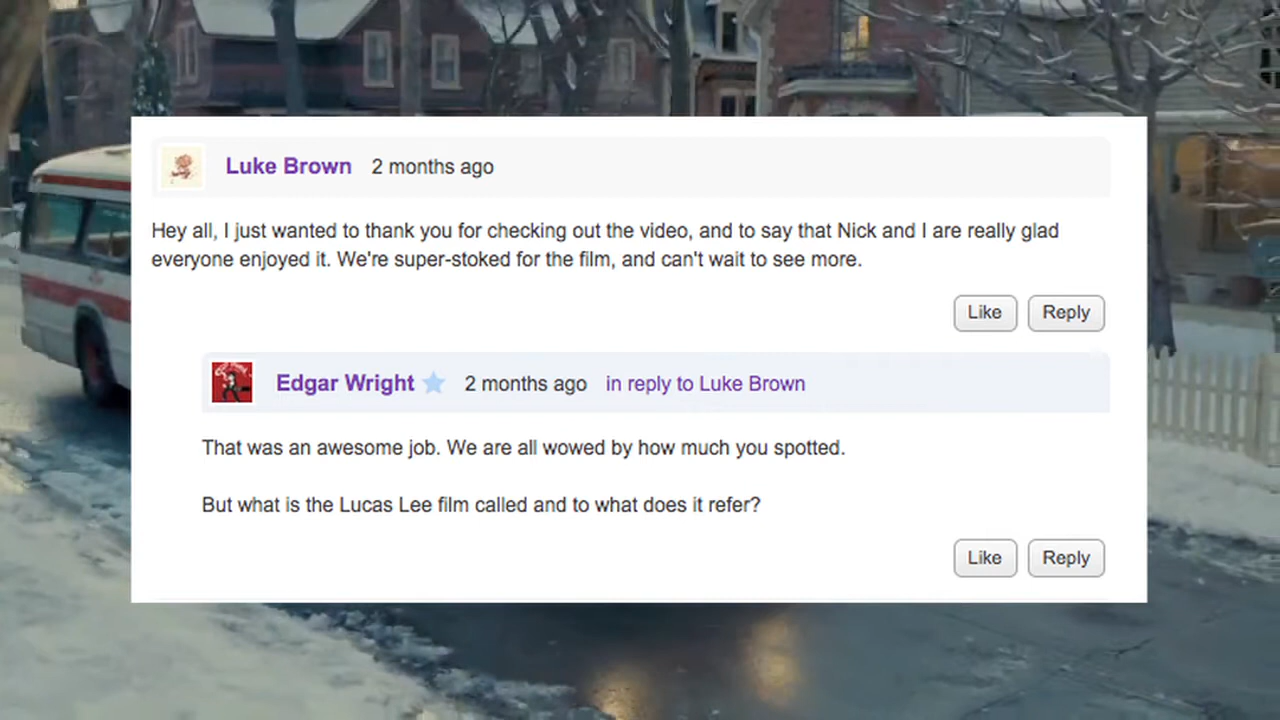 Luke Brown 2 months ago
Hey all, I just wanted to thank you for checking out the video, and to say that Nick and I are really glad
everyone enjoyed it. We're super-stoked for the film, and can't wait to see more.
Like Reply
Edgar Wright 2 months ago in reply to Luke Brown
That was an awesome job. We are all wowed by how much you spotted.
But what is the Lucas Lee film called and to what does it refer?
Like Reply